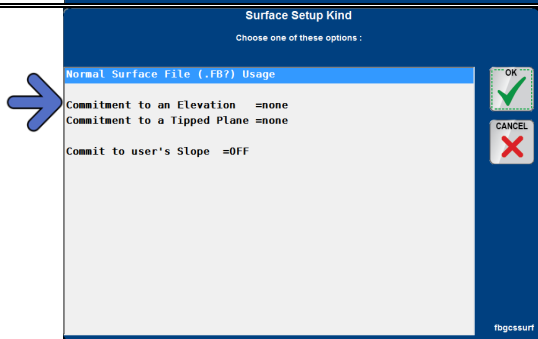 Surface Setup Kind
Choose one of these options :
Normal Surface File (.FB?) Usage
Commitment to an Elevation   =none
Commitment to a Tipped Plane =none
Commit to user's Slope  =OFF
OK
CANCEL
fbgcssurf